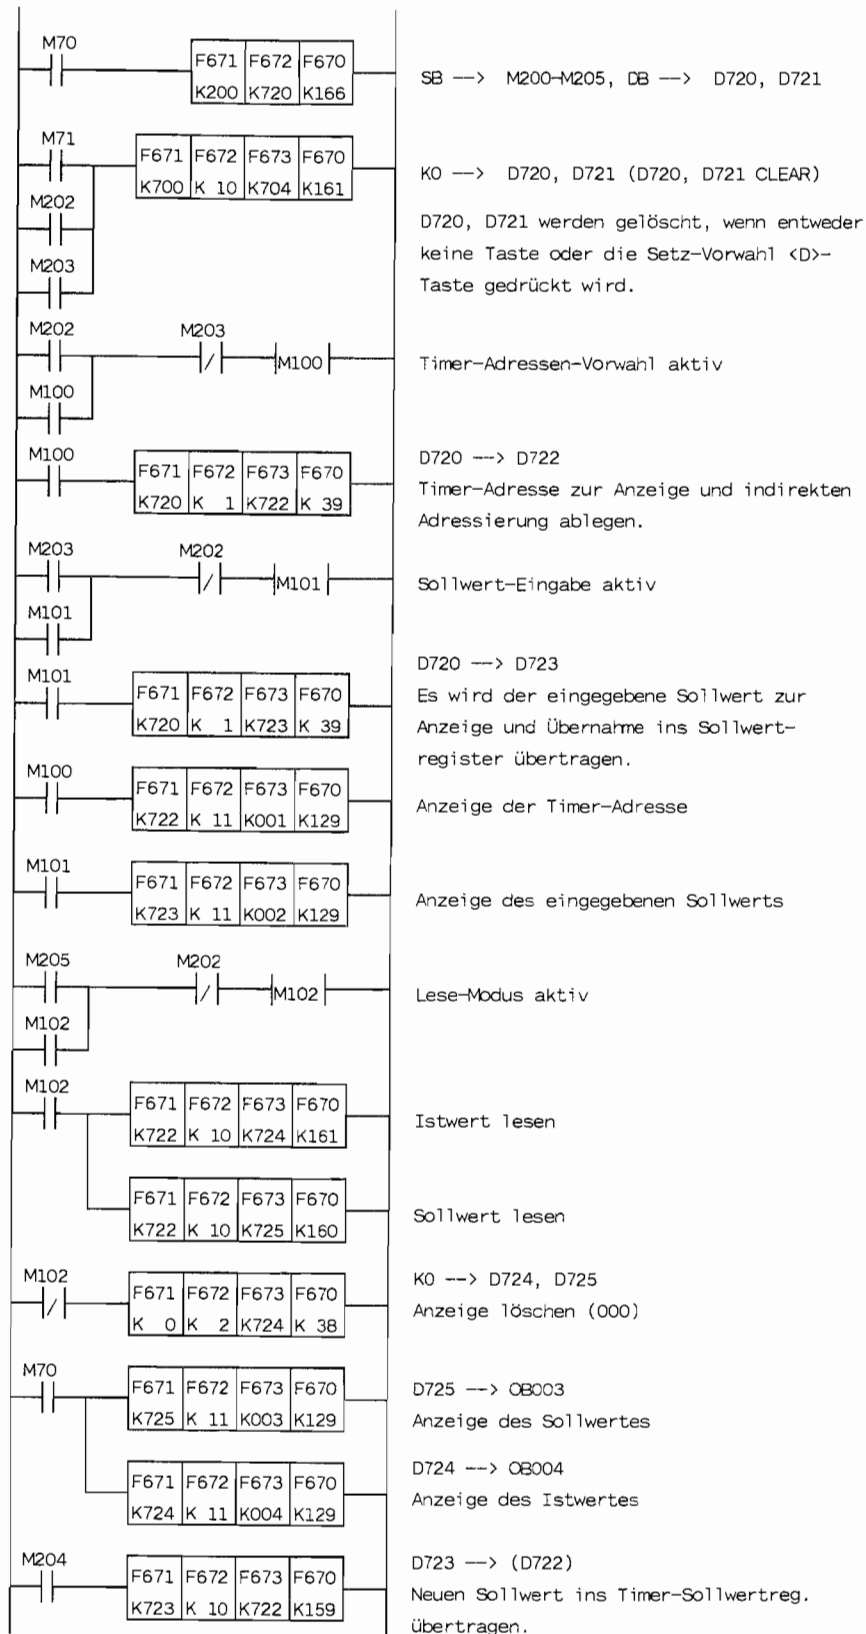 M70
F671 F672 F670
K200 K720 K166
SB --> M200-M205, DB --> D720, D721
M71
F671 F672 F673 F670
K700 K 10 K704 K161
K0 --> D720, D721 (D720, D721 CLEAR)
M202
D720, D721 werden gelöscht, wenn entweder
keine Taste oder die Setz-Vorwahl <D>-
M203
Taste gedrückt wird.
M202 M203
M100
Timer-Adressen-Vorwahl aktiv
M100
M100
F671 F672 F673 F670
K720 K 1 K722 K 39
D720 --> D722
Timer-Adresse zur Anzeige und indirekten
Adressierung ablegen.
M203 M202
M101
Sollwert-Eingabe aktiv
M101
M101
F671 F672 F673 F670
K720 K 1 K723 K 39
D720 --> D723
Es wird der eingegebene Sollwert zur
Anzeige und Übernahme ins Sollwert-
register übertragen.
M100
F671 F672 F673 F670
K722 K 11 K001 K129
Anzeige der Timer-Adresse
M101
F671 F672 F673 F670
K723 K 11 K002 K129
Anzeige des eingegebenen Sollwerts
M205 M202
M102
Lese-Modus aktiv
M102
M102
F671 F672 F673 F670
K722 K 10 K724 K161
Istwert lesen
F671 F672 F673 F670
K722 K 10 K725 K160
Sollwert lesen
M102
F671 F672 F673 F670
K 0 K 2 K724 K 38
K0 --> D724, D725
Anzeige löschen (000)
M70
F671 F672 F673 F670
K725 K 11 K003 K129
D725 --> OB003
Anzeige des Sollwertes
F671 F672 F673 F670
K724 K 11 K004 K129
D724 --> OB004
Anzeige des Istwertes
M204
F671 F672 F673 F670
K723 K 10 K722 K159
D723 --> (D722)
Neuen Sollwert ins Timer-Sollwertreg.
übertragen.